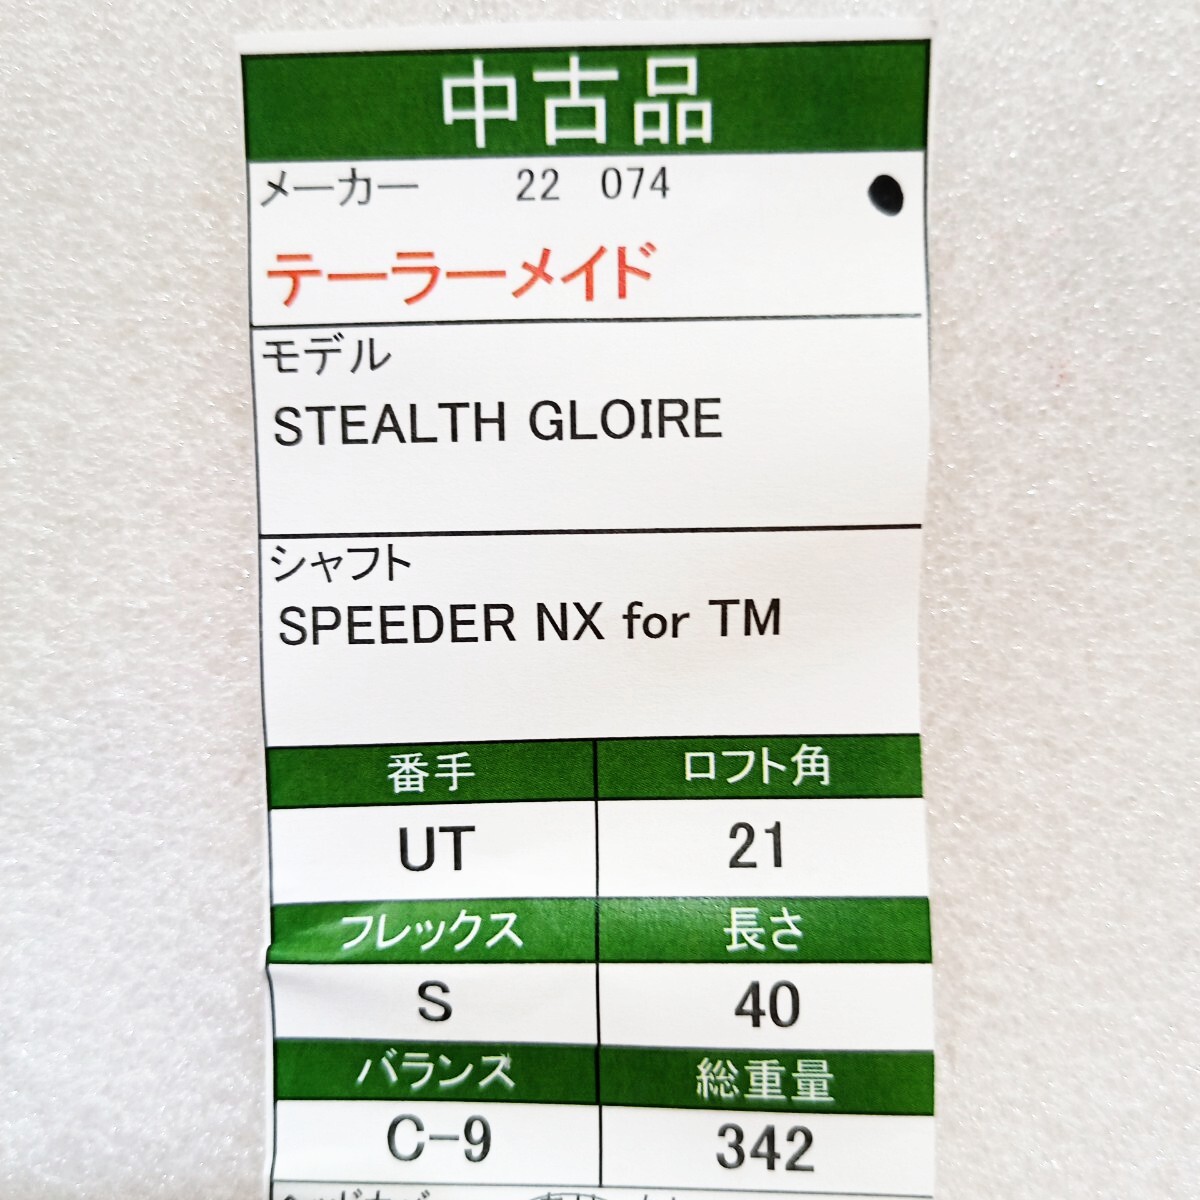 中古品
メーカー 22 074
テーラーメイド
モデル
STEALTH GLOIRE
シャフト
SPEEDER NX for TM
番手 ロフト角
UT 21
フレックス 長さ
S 40
バランス 総重量
C-9 342